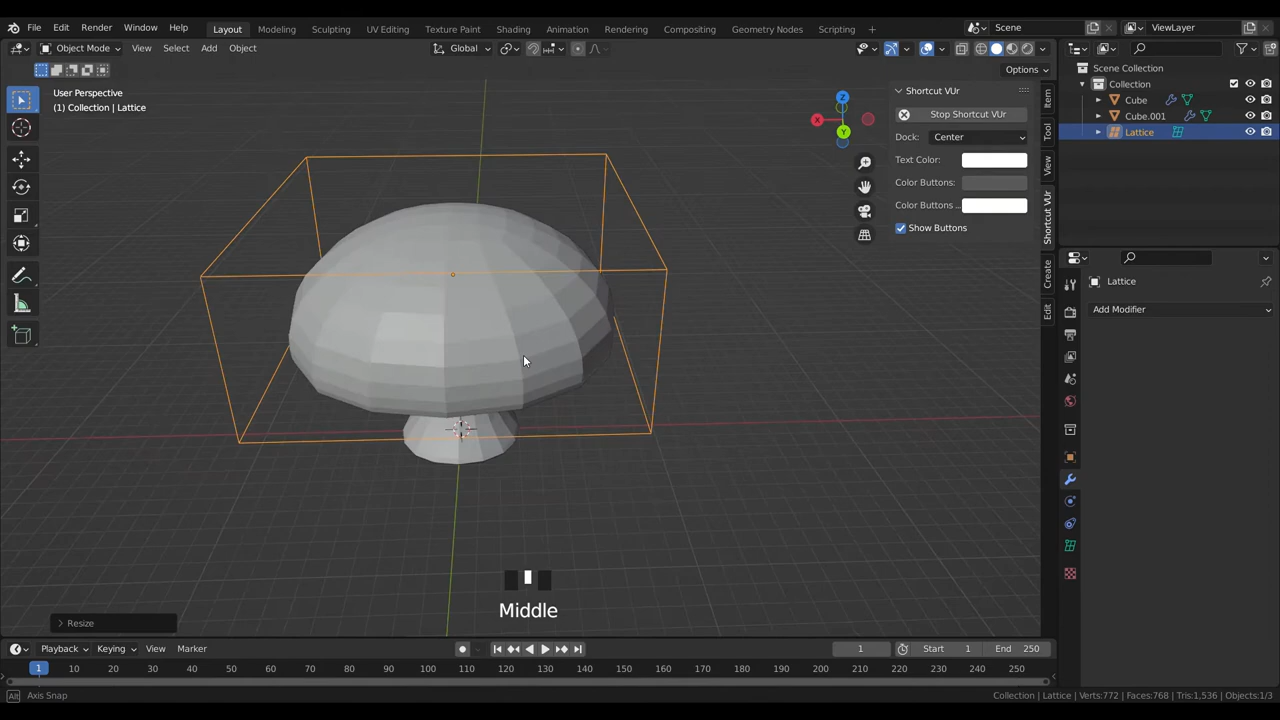 File Edit Render Window Help Layout Modeling Sculpting UV Editing Texture Paint Shading Animation Rendering Compositing Geometry Nodes Scripting + Scene ViewLayer
Object Mode View Select Add Object Global
Options
User Perspective
(1) Collection | Lattice
Z
X
Y
Shortcut VUr
Stop Shortcut VUr
Dock: Center
Text Color:
Color Buttons:
Color Buttons ..
Show Buttons
Item
Tool
View
Shortcut VUr
Create
Edit
Scene Collection
Collection
Cube
Cube.001
Lattice
Lattice
Add Modifier
Middle
> Resize
Playback Keying View Marker 1 Start 1 End 250
1 10 20 30 40 50 60 70 80 90 100 110 120 130 140 150 160 170 180 190 200 210 220 230 240 250
Alt Axis Snap Collection | Lattice | Verts:772 | Faces:768 | Tris:1,536 | Objects:1/3